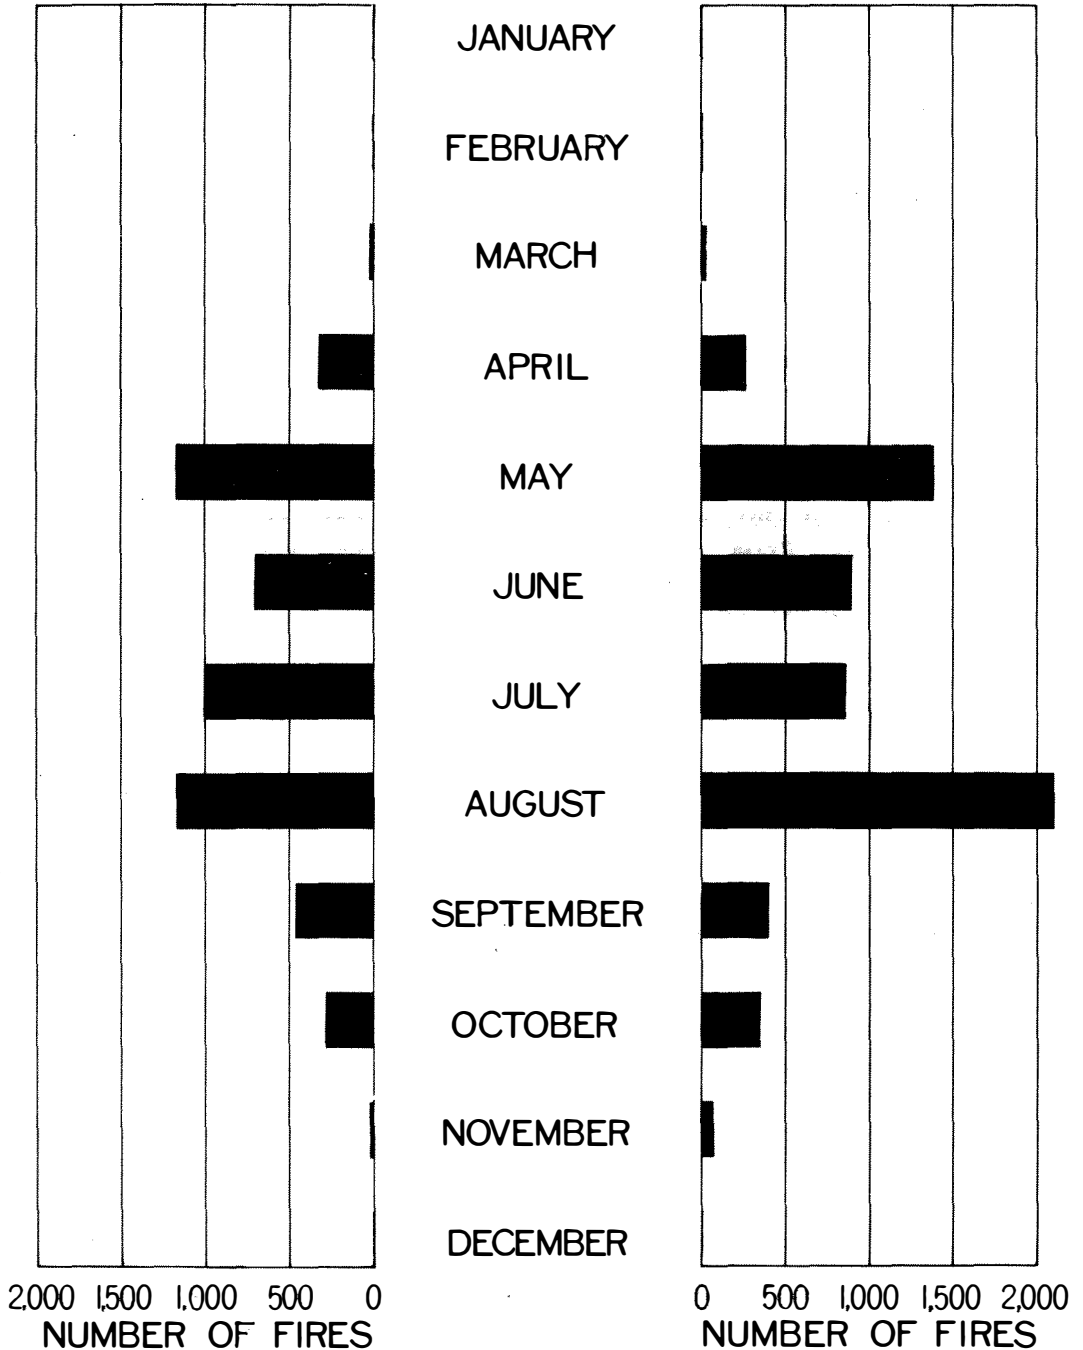 JANUARY
FEBRUARY
MARCH
APRIL
MAY
JUNE
JULY
AUGUST
SEPTEMBER
OCTOBER
NOVEMBER
DECEMBER
2,000 1,500 1,000 500 0
NUMBER OF FIRES
0 500 1,000 1,500 2,000
NUMBER OF FIRES